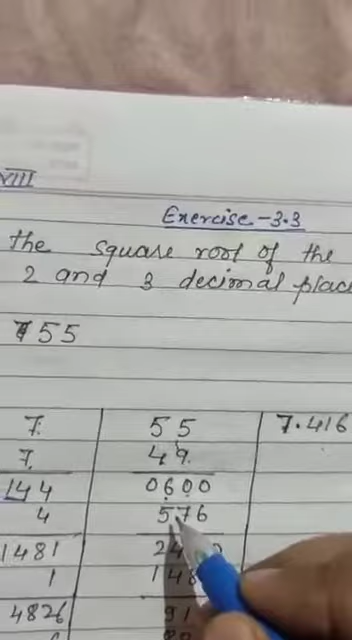 VIII
Exercise - 3.3
the square root of the
2 and 3 decimal place
55
7. 55 7.416
7. 49.
144 0600
4 576
1481
1
4826